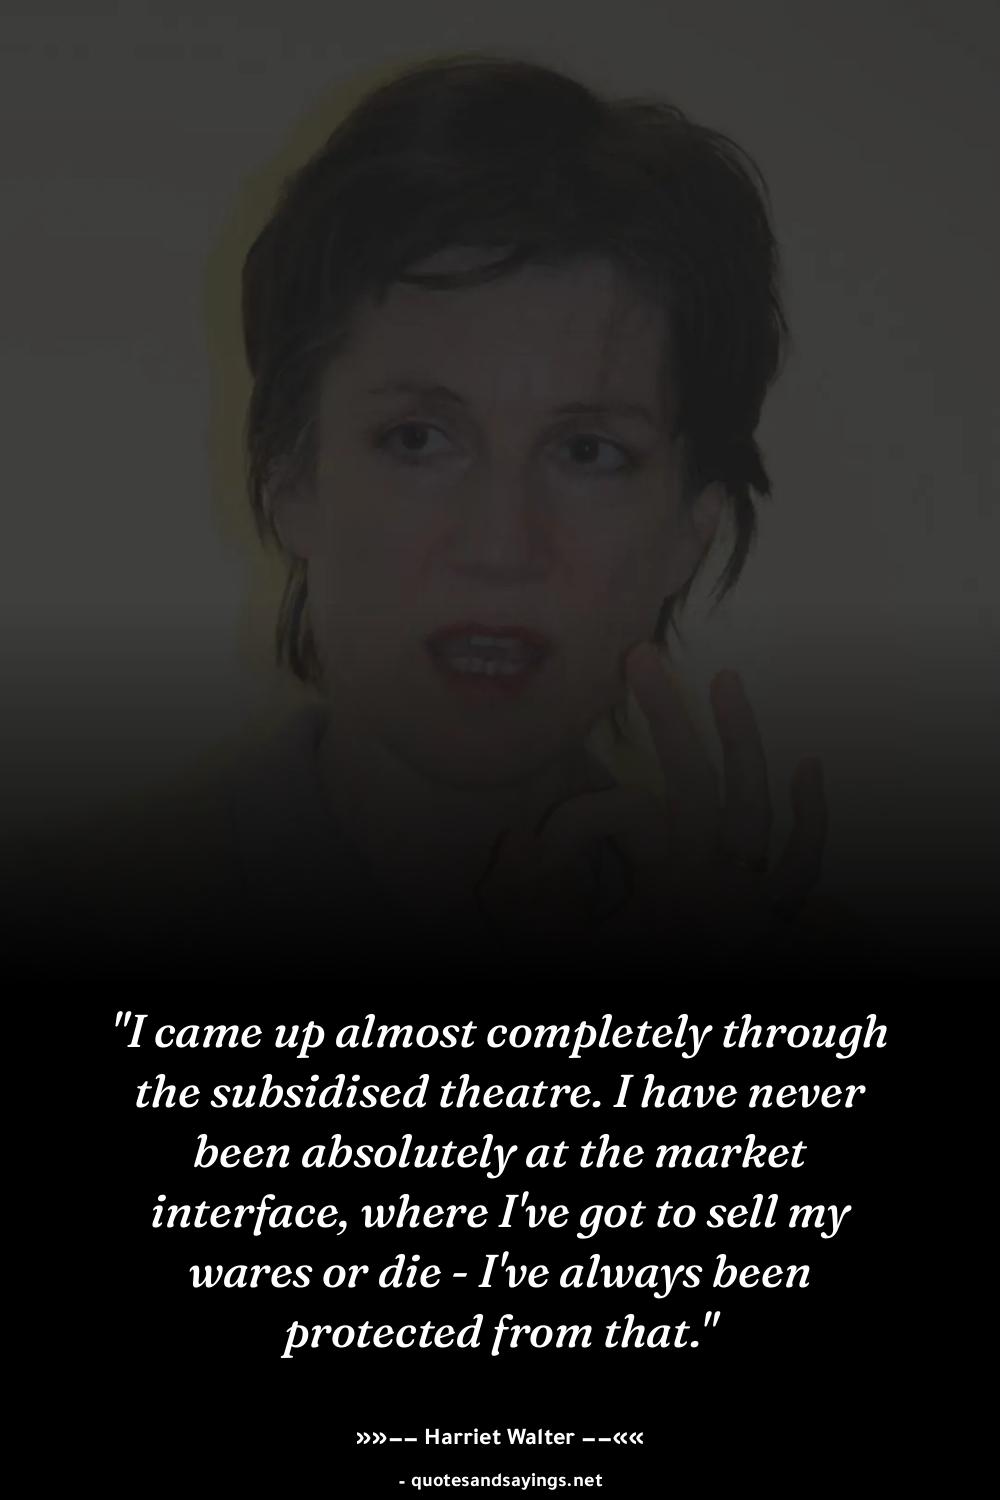 "I came up almost completely through
the subsidised theatre. I have never
been absolutely at the market
interface, where I've got to sell my
wares or die - I've always been
protected from that."
»»−− Harriet Walter −−««
- quotesandsayings.net